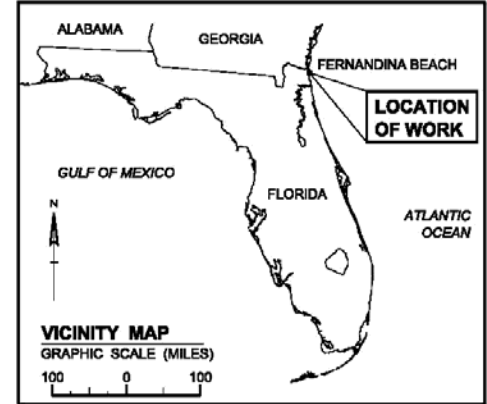 ALABAMA
GEORGIA
FERNANDINA BEACH
LOCATION
OF WORK
GULF OF MEXICO
FLORIDA
ATLANTIC
OCEAN
N
VICINITY MAP
GRAPHIC SCALE (MILES)
100 0 100